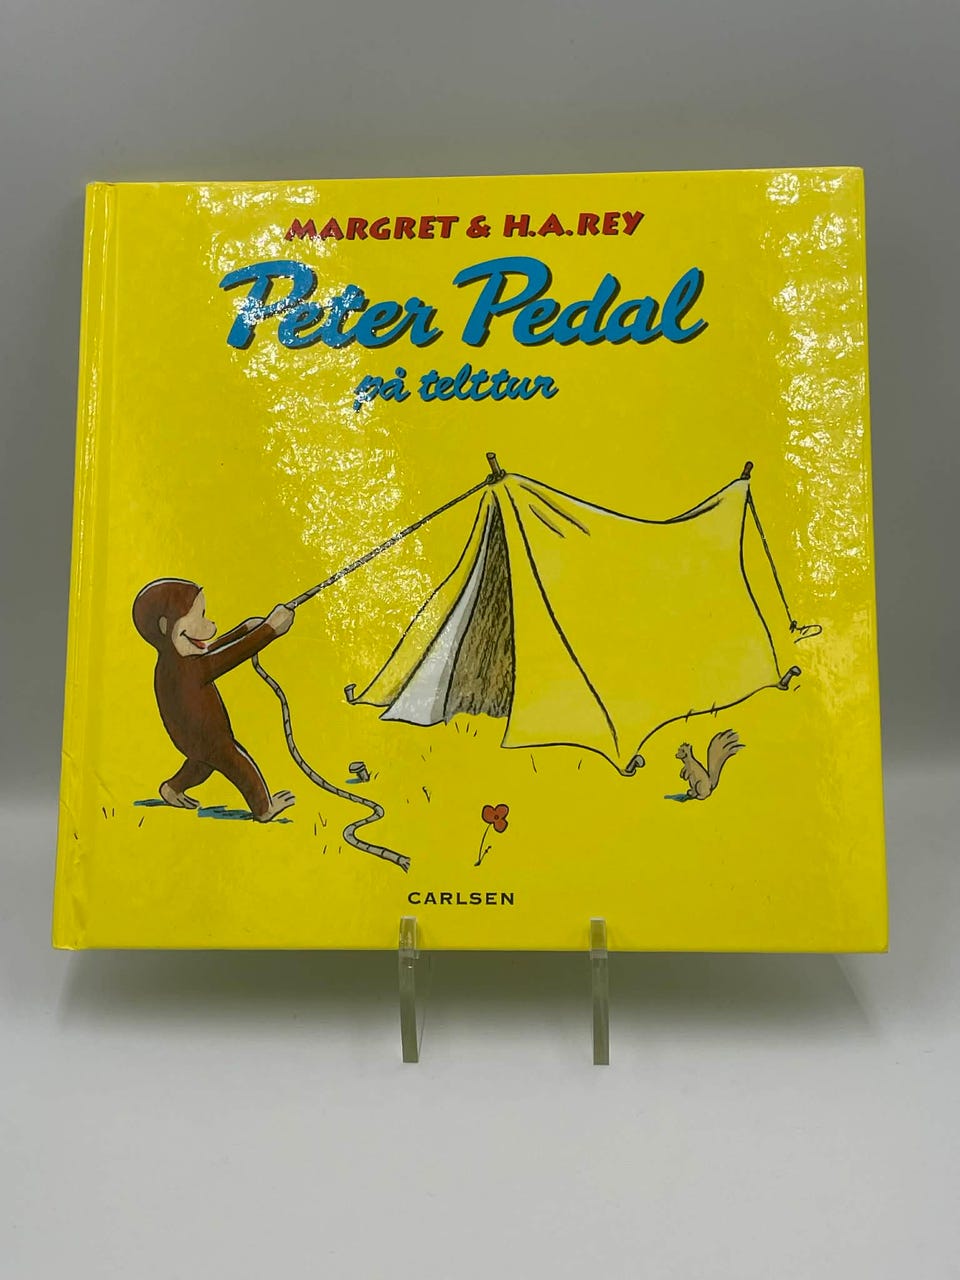 MARGRET & H.A.REY
Peter Pedal
på telttur
CARLSEN